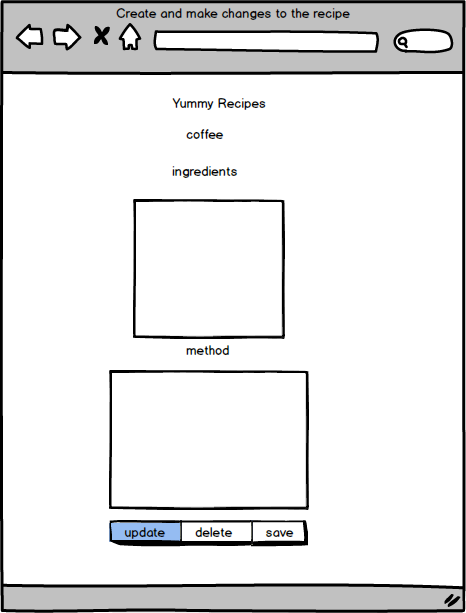 Create and make changes to the recipe
Yummy Recipes
coffee
ingredients
method
update delete save